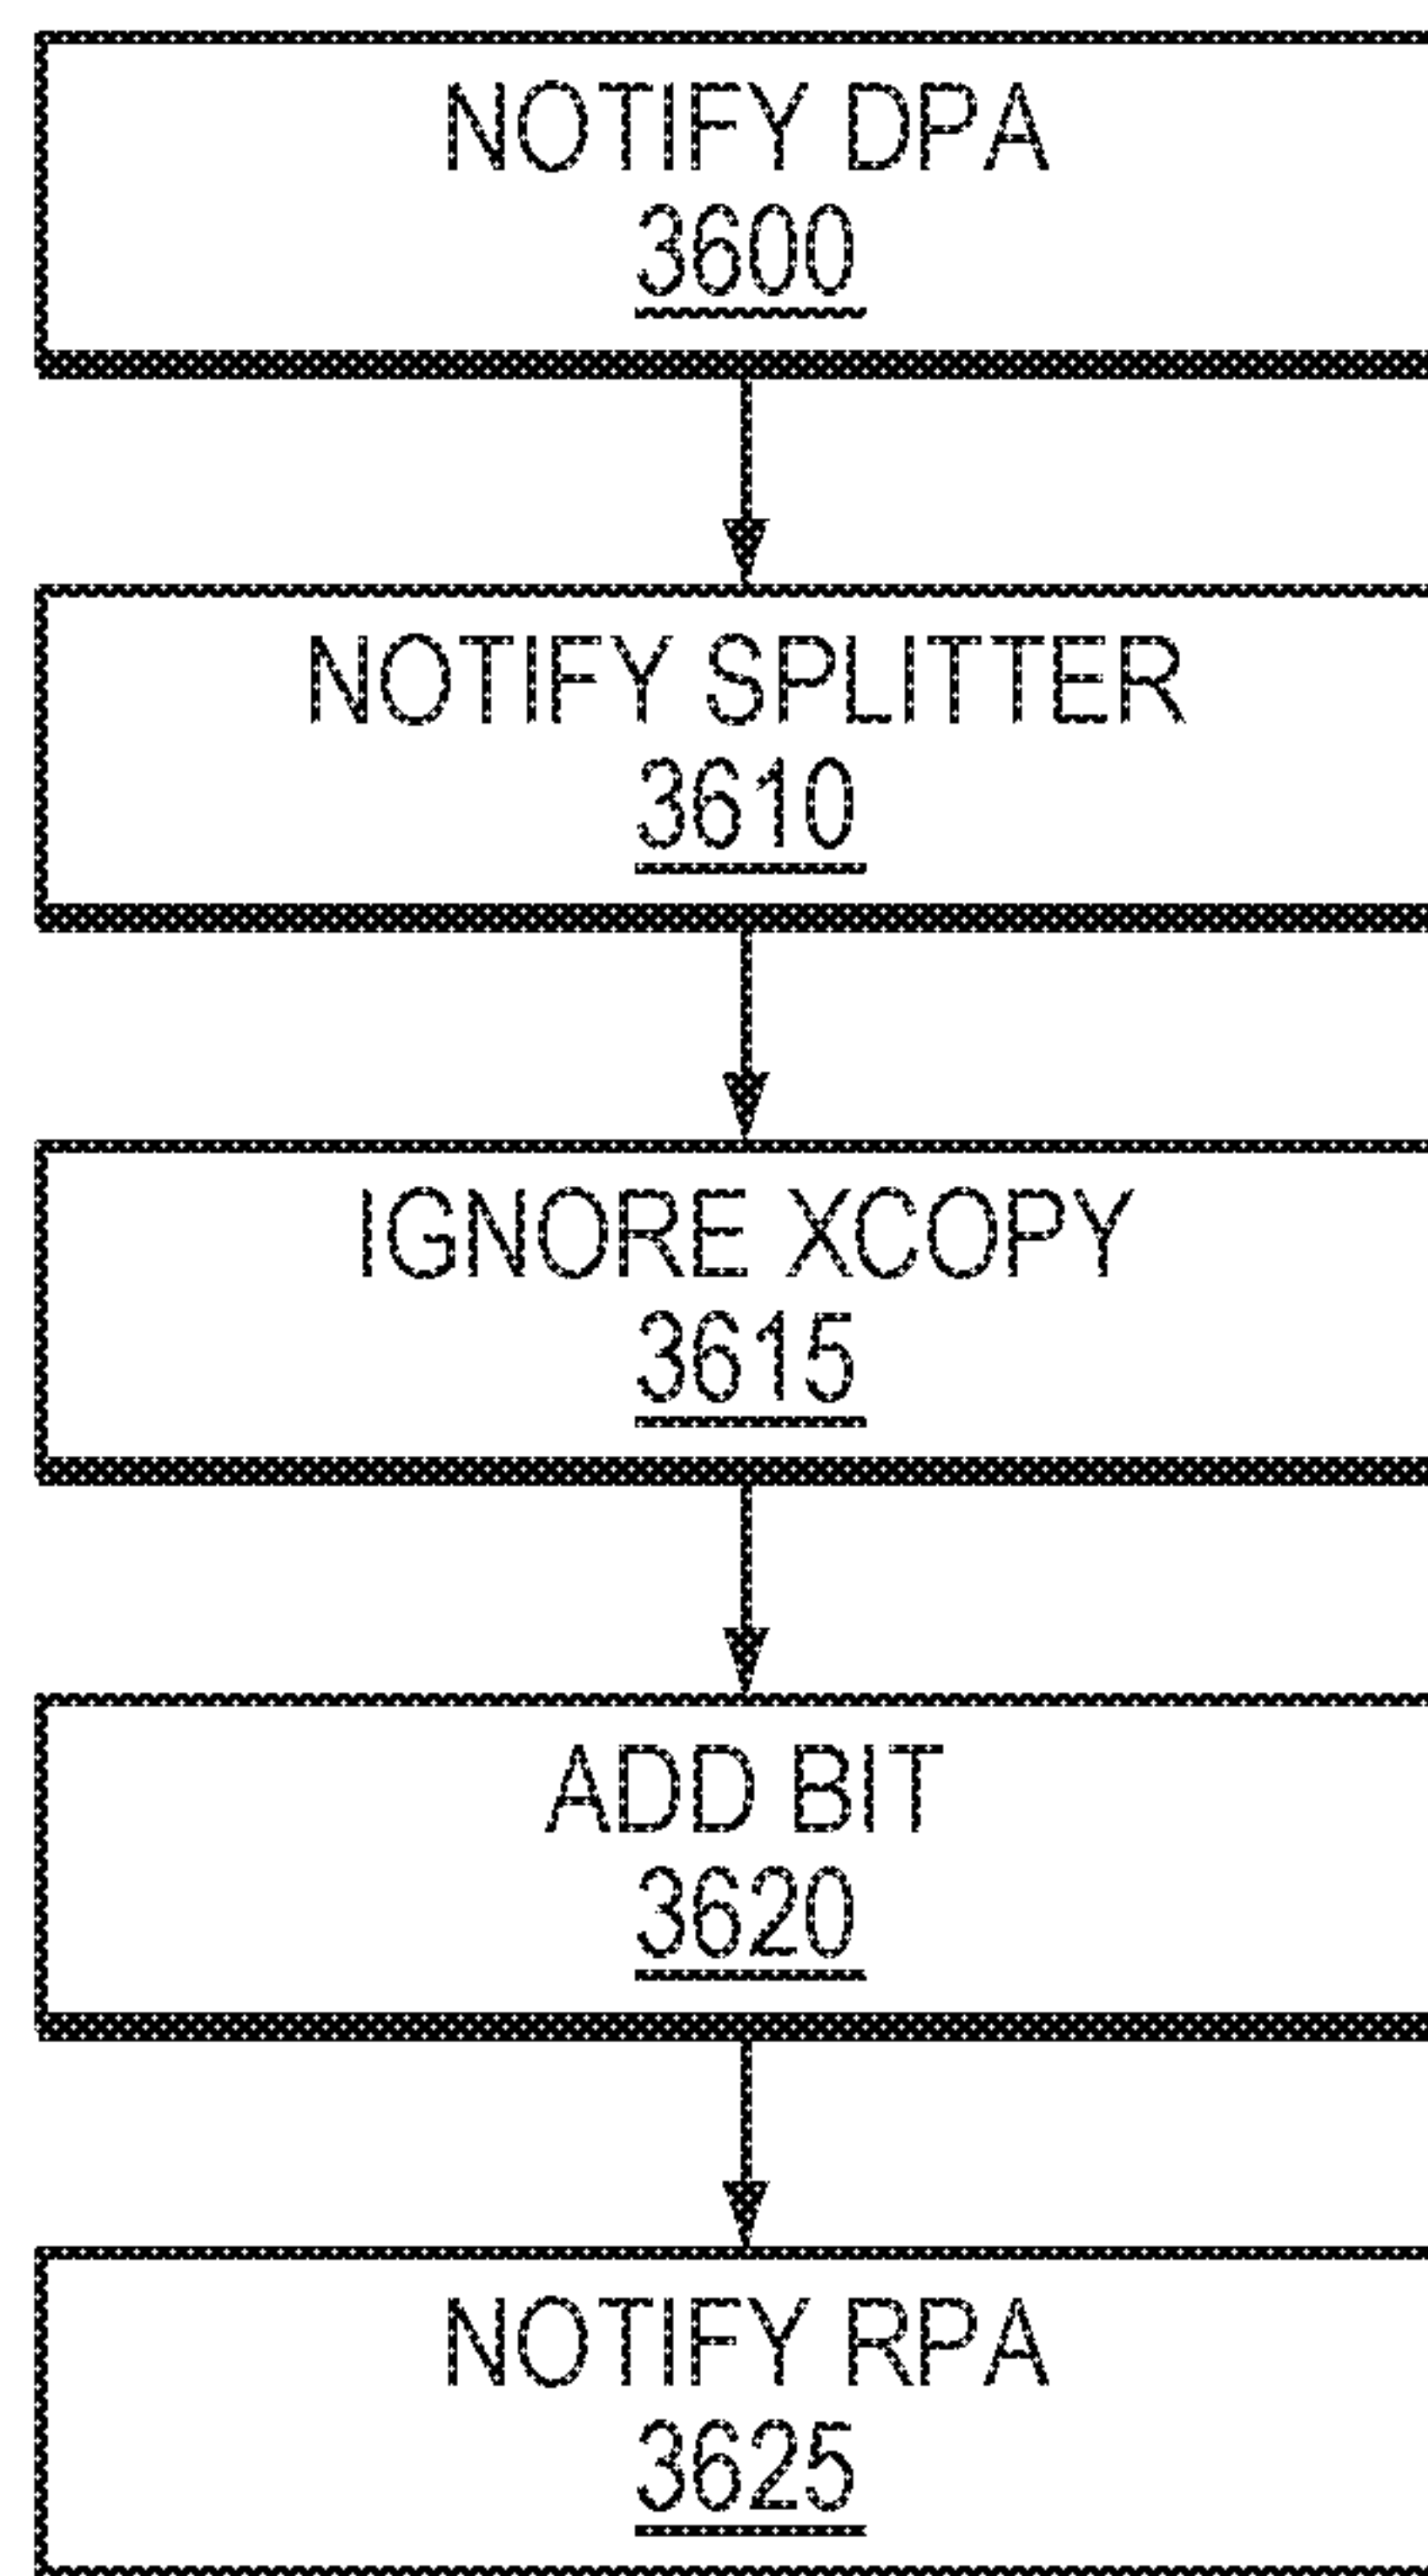 NOTIFY DPA
3600
NOTIFY SPLITTER
3610
IGNORE XCOPY
3615
ADD BIT
3620
NOTIFY RPA
3625